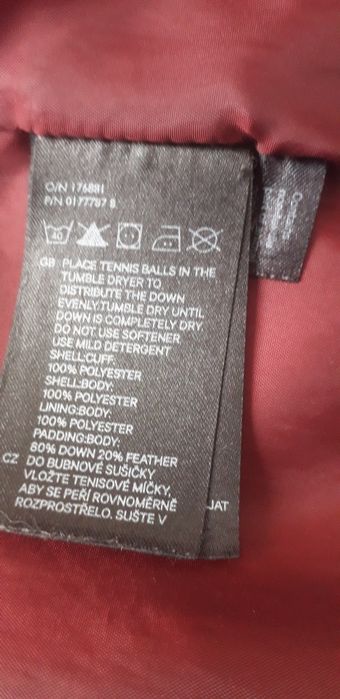 O/N 176881
P/N 0177787 8
GB PLACE TENNIS BALLS IN THE
TUMBLE DRYER TO
DISTRIBUTE THE DOWN
EVENLY.TUMBLE DRY UNTIL
DOWN IS COMPLETELY DRY
DO NOT USE SOFTENER
USE MILD DETERGENT
SHELL:CUFF:
100% POLYESTER
SHELL:BODY:
100% POLYESTER
LINING:BODY:
100% POLYESTER
PADDING:BODY:
80% DOWN 20% FEATHER
CZ DO BUBNOVÉ SUŠIČKY
VLOŽTE TENISOVÉ MÍČKY,
ABY SE PEŘÍ ROVNOMĚRNĚ
ROZPROSTŘELO. SUŠTE V
JAT